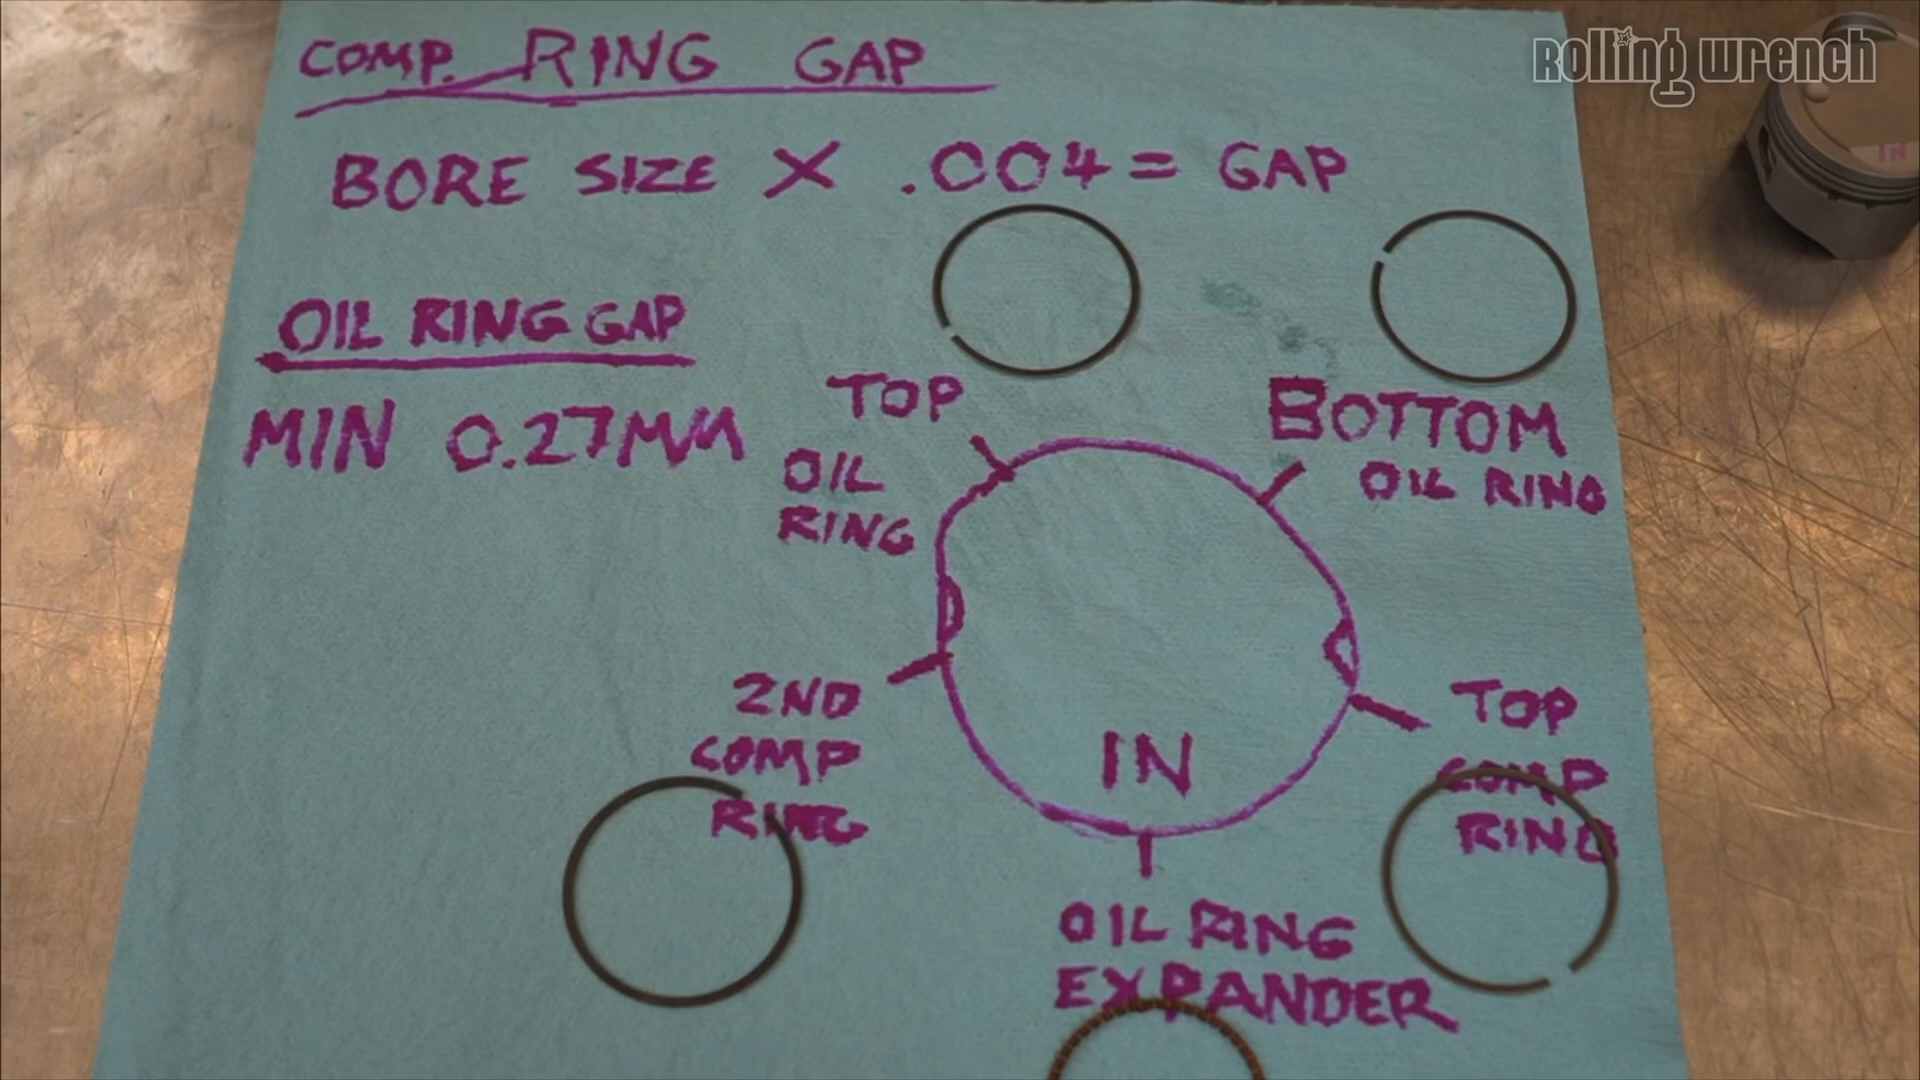 Rolling wrench
COMP. RING GAP
BORE SIZE X .004 = GAP
IN
OIL RING GAP
MIN 0.27MM
TOP
OIL
RING
BOTTOM
OIL RING
2ND
COMP
RING
TOP
COMP
RING
IN
OIL RING
EXPANDER